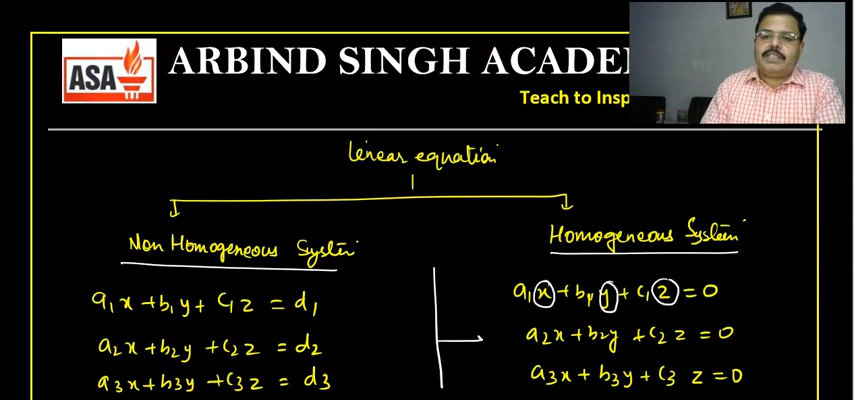 ASA
ARBIND SINGH ACADE
Teach to Insp
Linear equation
Non Homogeneous System
a₁x + b₁y + c₁z = d₁
a₂x + b₂y + c₂z = d₂
a₃x + b₃y + c₃z = d₃
Homogeneous System
a₁x + b₁y + c₁z = 0
a₂x + b₂y + c₂z = 0
a₃x + b₃y + c₃z = 0